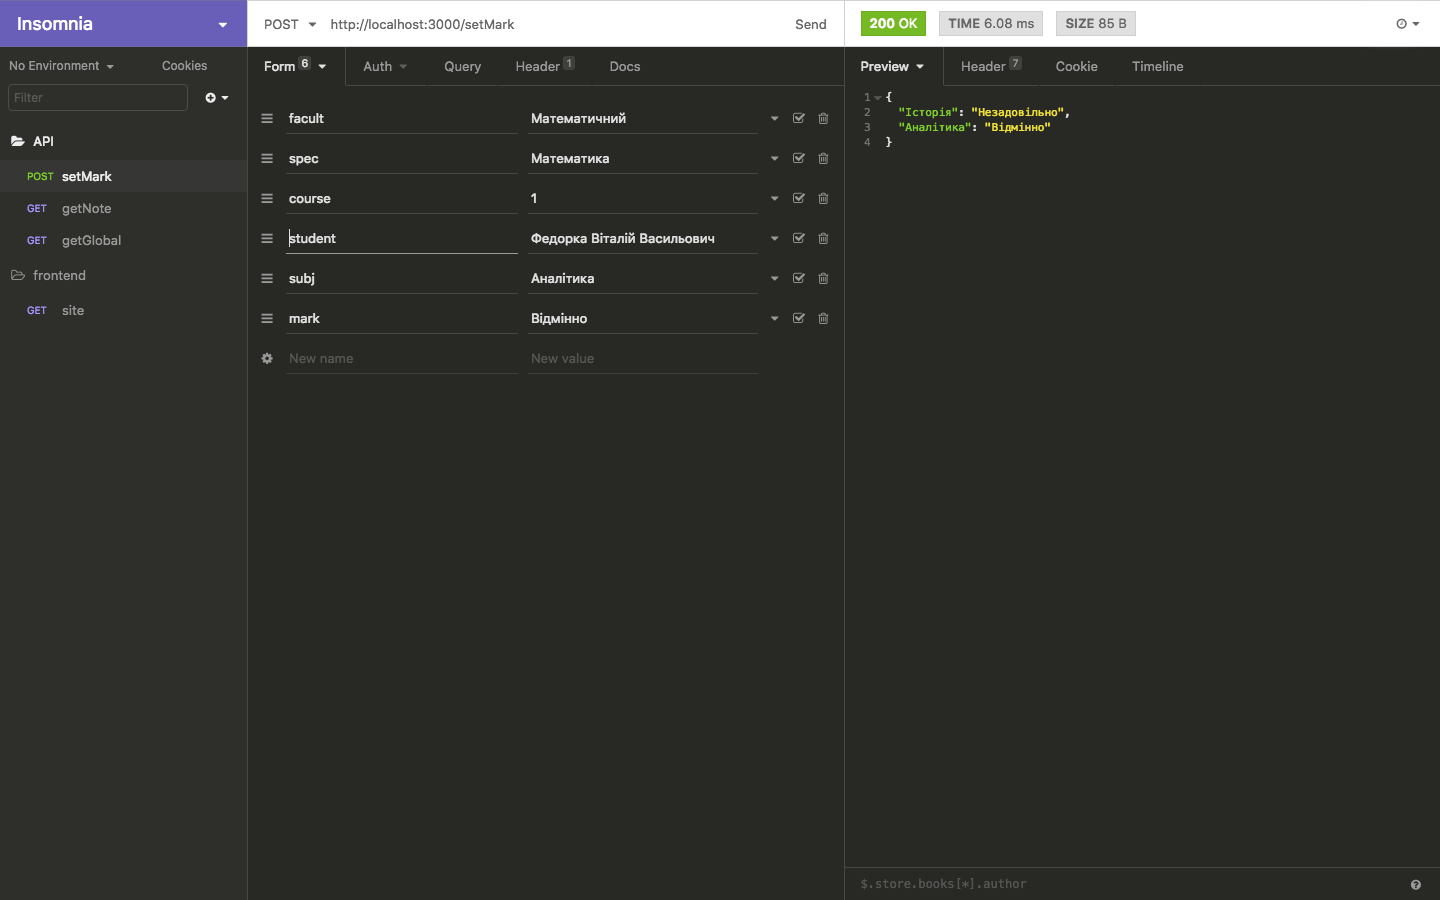 Insomnia
No Environment
Cookies
Filter
API
POST setMark
GET getNote
GET getGlobal
frontend
GET site
POST http://localhost:3000/setMark Send
Form 6 Auth Query Header 1 Docs
facult Математичний
spec Математика
course 1
student Федорка Віталій Васильович
subj Аналітика
mark Відмінно
New name New value
200 OK TIME 6.08 ms SIZE 85 B
Preview Header 7 Cookie Timeline
1 {
2 "Історія": "Незадовільно",
3 "Аналітика": "Відмінно"
4 }
$.store.books[*].author